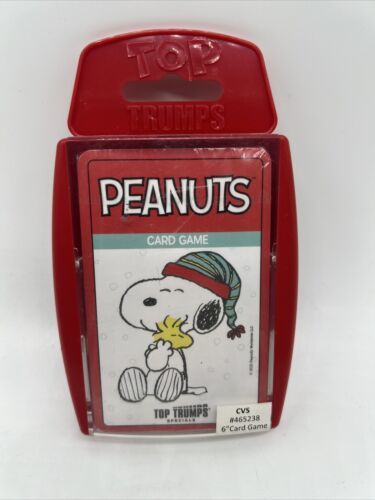 TOP
TRUMPS
PEANUTS
CARD GAME
TOP TRUMPS
SPECIALS
CVS
#465238
6"Card Game